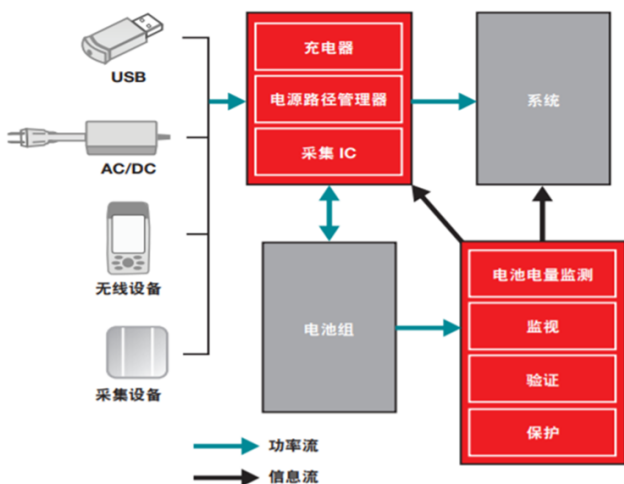 USB
AC/DC
无线设备
采集设备
充电器
电源路径管理器
采集 IC
系统
电池组
电池电量监测
监视
验证
保护
功率流
信息流